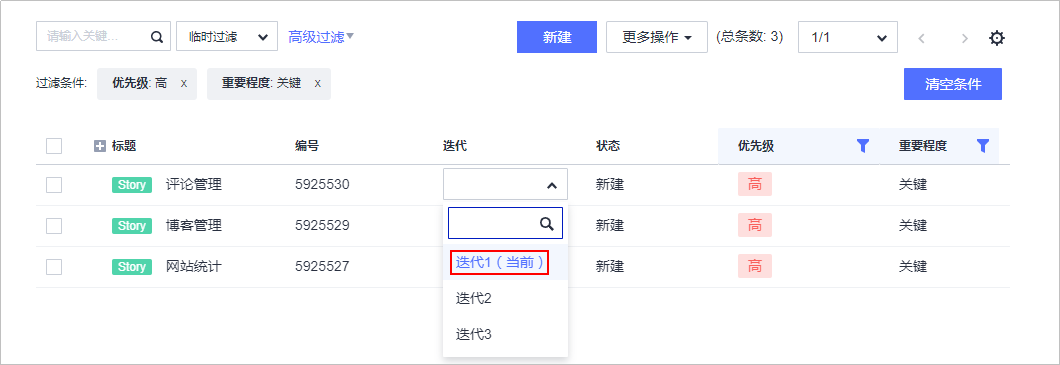 请输入关键... 临时过滤 高级过滤 新建 更多操作 (总条数: 3) 1/1
过滤条件: 优先级: 高 x 重要程度: 关键 x 清空条件
标题 编号 迭代 状态 优先级 重要程度
Story 评论管理 5925530 新建 高 关键
Story 博客管理 5925529 新建 高 关键
Story 网站统计 5925527 新建 高 关键
迭代1（当前）
迭代2
迭代3